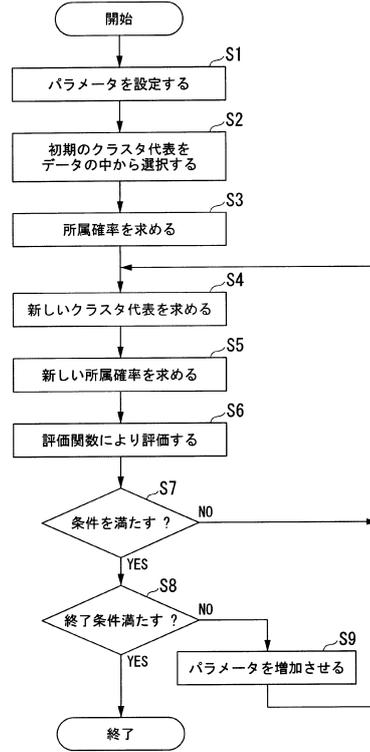 開始
S1
パラメータを設定する
S2
初期のクラスタ代表を
データの中から選択する
S3
所属確率を求める
S4
新しいクラスタ代表を求める
S5
新しい所属確率を求める
S6
評価関数により評価する
S7
条件を満たす ?
NO
YES
S8
終了条件満たす ?
NO
YES
S9
パラメータを増加させる
終了